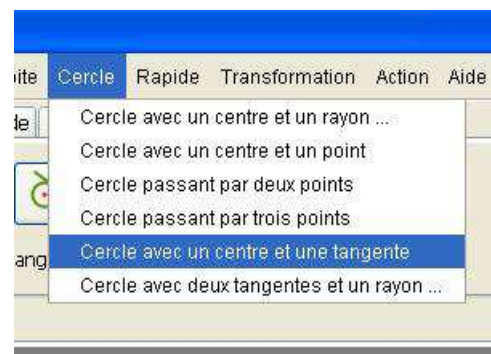 ite Cercle Rapide Transformation Action Aide
de
Cercle avec un centre et un rayon ...
Cercle avec un centre et un point
Cercle passant par deux points
Cercle passant par trois points
ang
Cercle avec un centre et une tangente
Cercle avec deux tangentes et un rayon ...